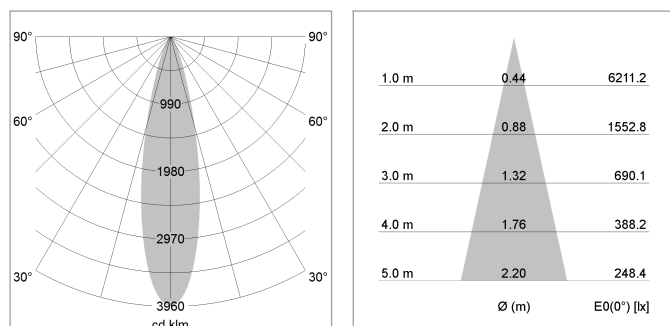 90° 90°
990
60° 60°
1980
2970
30° 30°
3960
cd klm
1.0 m 0.44 6211.2
2.0 m 0.88 1552.8
3.0 m 1.32 690.1
4.0 m 1.76 388.2
5.0 m 2.20 248.4
Ø (m) E0(0°) [lx]